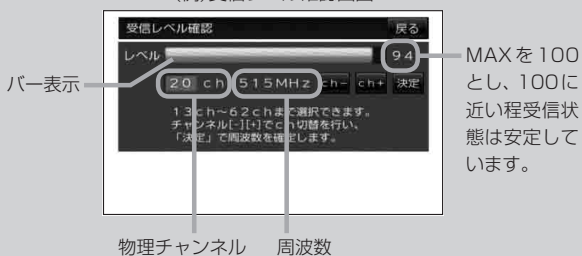 受信レベル確認
戻る
レベル
94
20 ch
515MHz
ch-
ch+
決定
13ch〜62chまで選択できます。
チャンネル[-][+]でch切替を行い、
「決定」で周波数を確定します。
バー表示
MAXを100
とし、100に
近い程受信状
態は安定して
います。
物理チャンネル
周波数